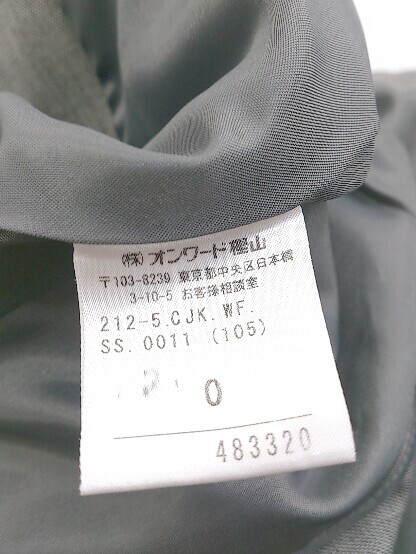 (株)オンワード樫山
〒103-8239 東京都中央区日本橋
3-10-5 お客様相談室
212-5.CJK.WF.
SS.0011 (105)
0
483320